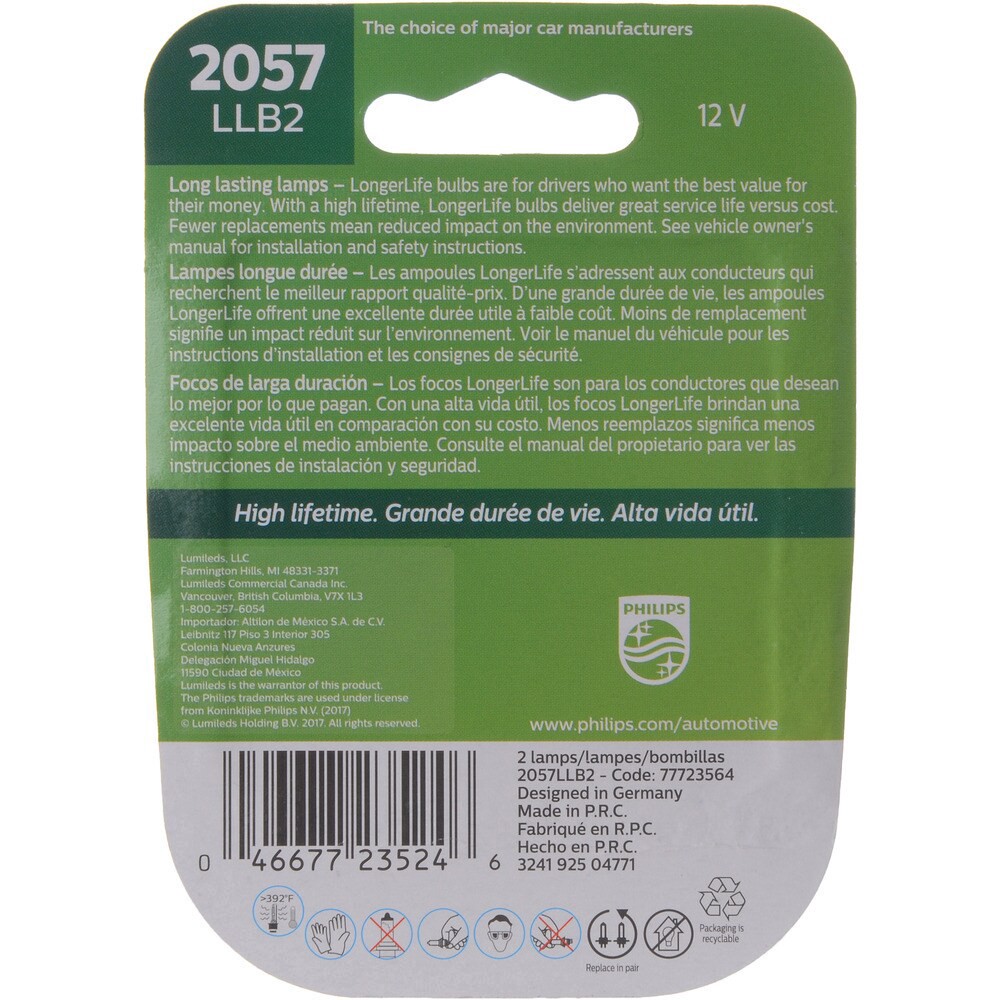 2057
LLB2
The choice of major car manufacturers
12 V
Long lasting lamps – LongerLife bulbs are for drivers who want the best value for
their money. With a high lifetime, LongerLife bulbs deliver great service life versus cost.
Fewer replacements mean reduced impact on the environment. See vehicle owner's
manual for installation and safety instructions.
Lampes longue durée – Les ampoules LongerLife s'adressent aux conducteurs qui
recherchent le meilleur rapport qualité-prix. D'une grande durée de vie, les ampoules
LongerLife offrent une excellente durée utile à faible coût. Moins de remplacement
signifie un impact réduit sur l'environnement. Voir le manuel du véhicule pour les
instructions d'installation et les consignes de sécurité.
Focos de larga duración – Los focos LongerLife son para los conductores que desean
lo mejor por lo que pagan. Con una alta vida útil, los focos LongerLife brindan una
excelente vida útil en comparación con su costo. Menos reemplazos significa menos
impacto sobre el medio ambiente. Consulte el manual del propietario para ver las
instrucciones de instalación y seguridad.
High lifetime. Grande durée de vie. Alta vida útil.
Lumileds, LLC
Farmington Hills, MI 48331-3371
Lumileds Commercial Canada Inc.
Vancouver, British Columbia, V7X 1L3
1-800-257-6054
Importador: Altilon de México S.A. de C.V.
Leibnitz 117 Piso 3 Interior 305
Colonia Nueva Anzures
Delegación Miguel Hidalgo
11590 Ciudad de México
Lumileds is the warrantor of this product.
The Philips trademarks are used under license
from Koninklijke Philips N.V. (2017)
© Lumileds Holding B.V. 2017. All rights reserved.
PHILIPS
www.philips.com/automotive
2 lamps/lampes/bombillas
2057LLB2 - Code: 77723564
Designed in Germany
Made in P.R.C.
Fabriqué en R.P.C.
Hecho en P.R.C.
3241 925 04771
0 46677 23524 6
>392°F
Replace in pair
Packaging is
recyclable